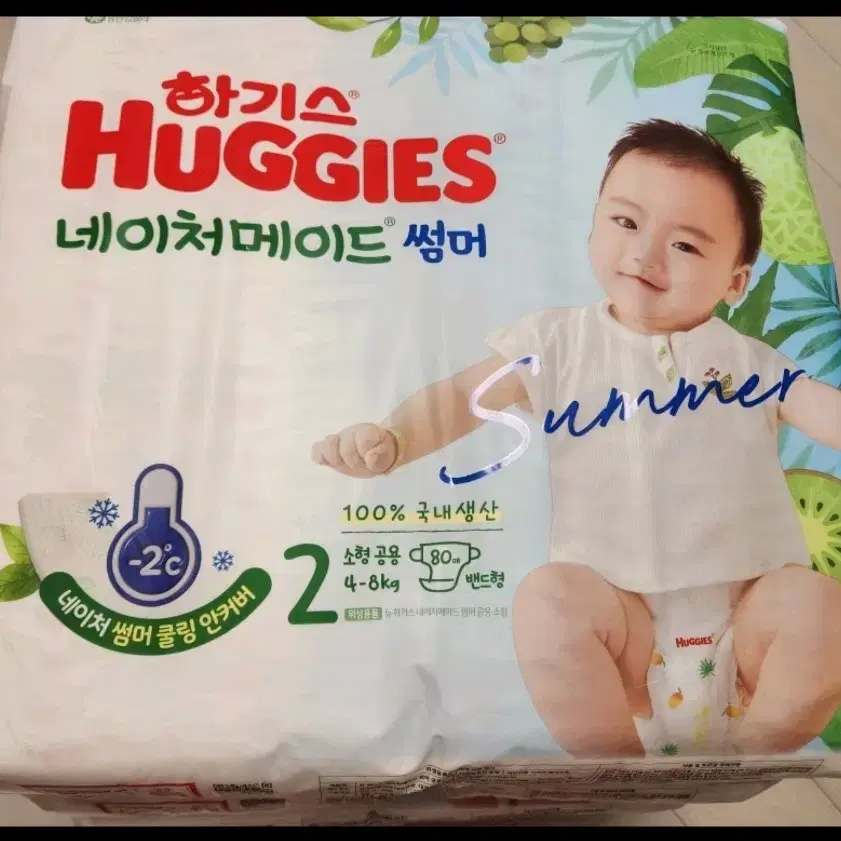 하기스®
HUGGIES®
네이처메이드® 썸머
Summer
100% 국내생산
-2℃
2
소형 공용
4-8kg
80매
밴드형
네이처 썸머 쿨링 안커버
위생용품 뉴 하기스 네이처메이드 썸머 공용 소형
HUGGIES